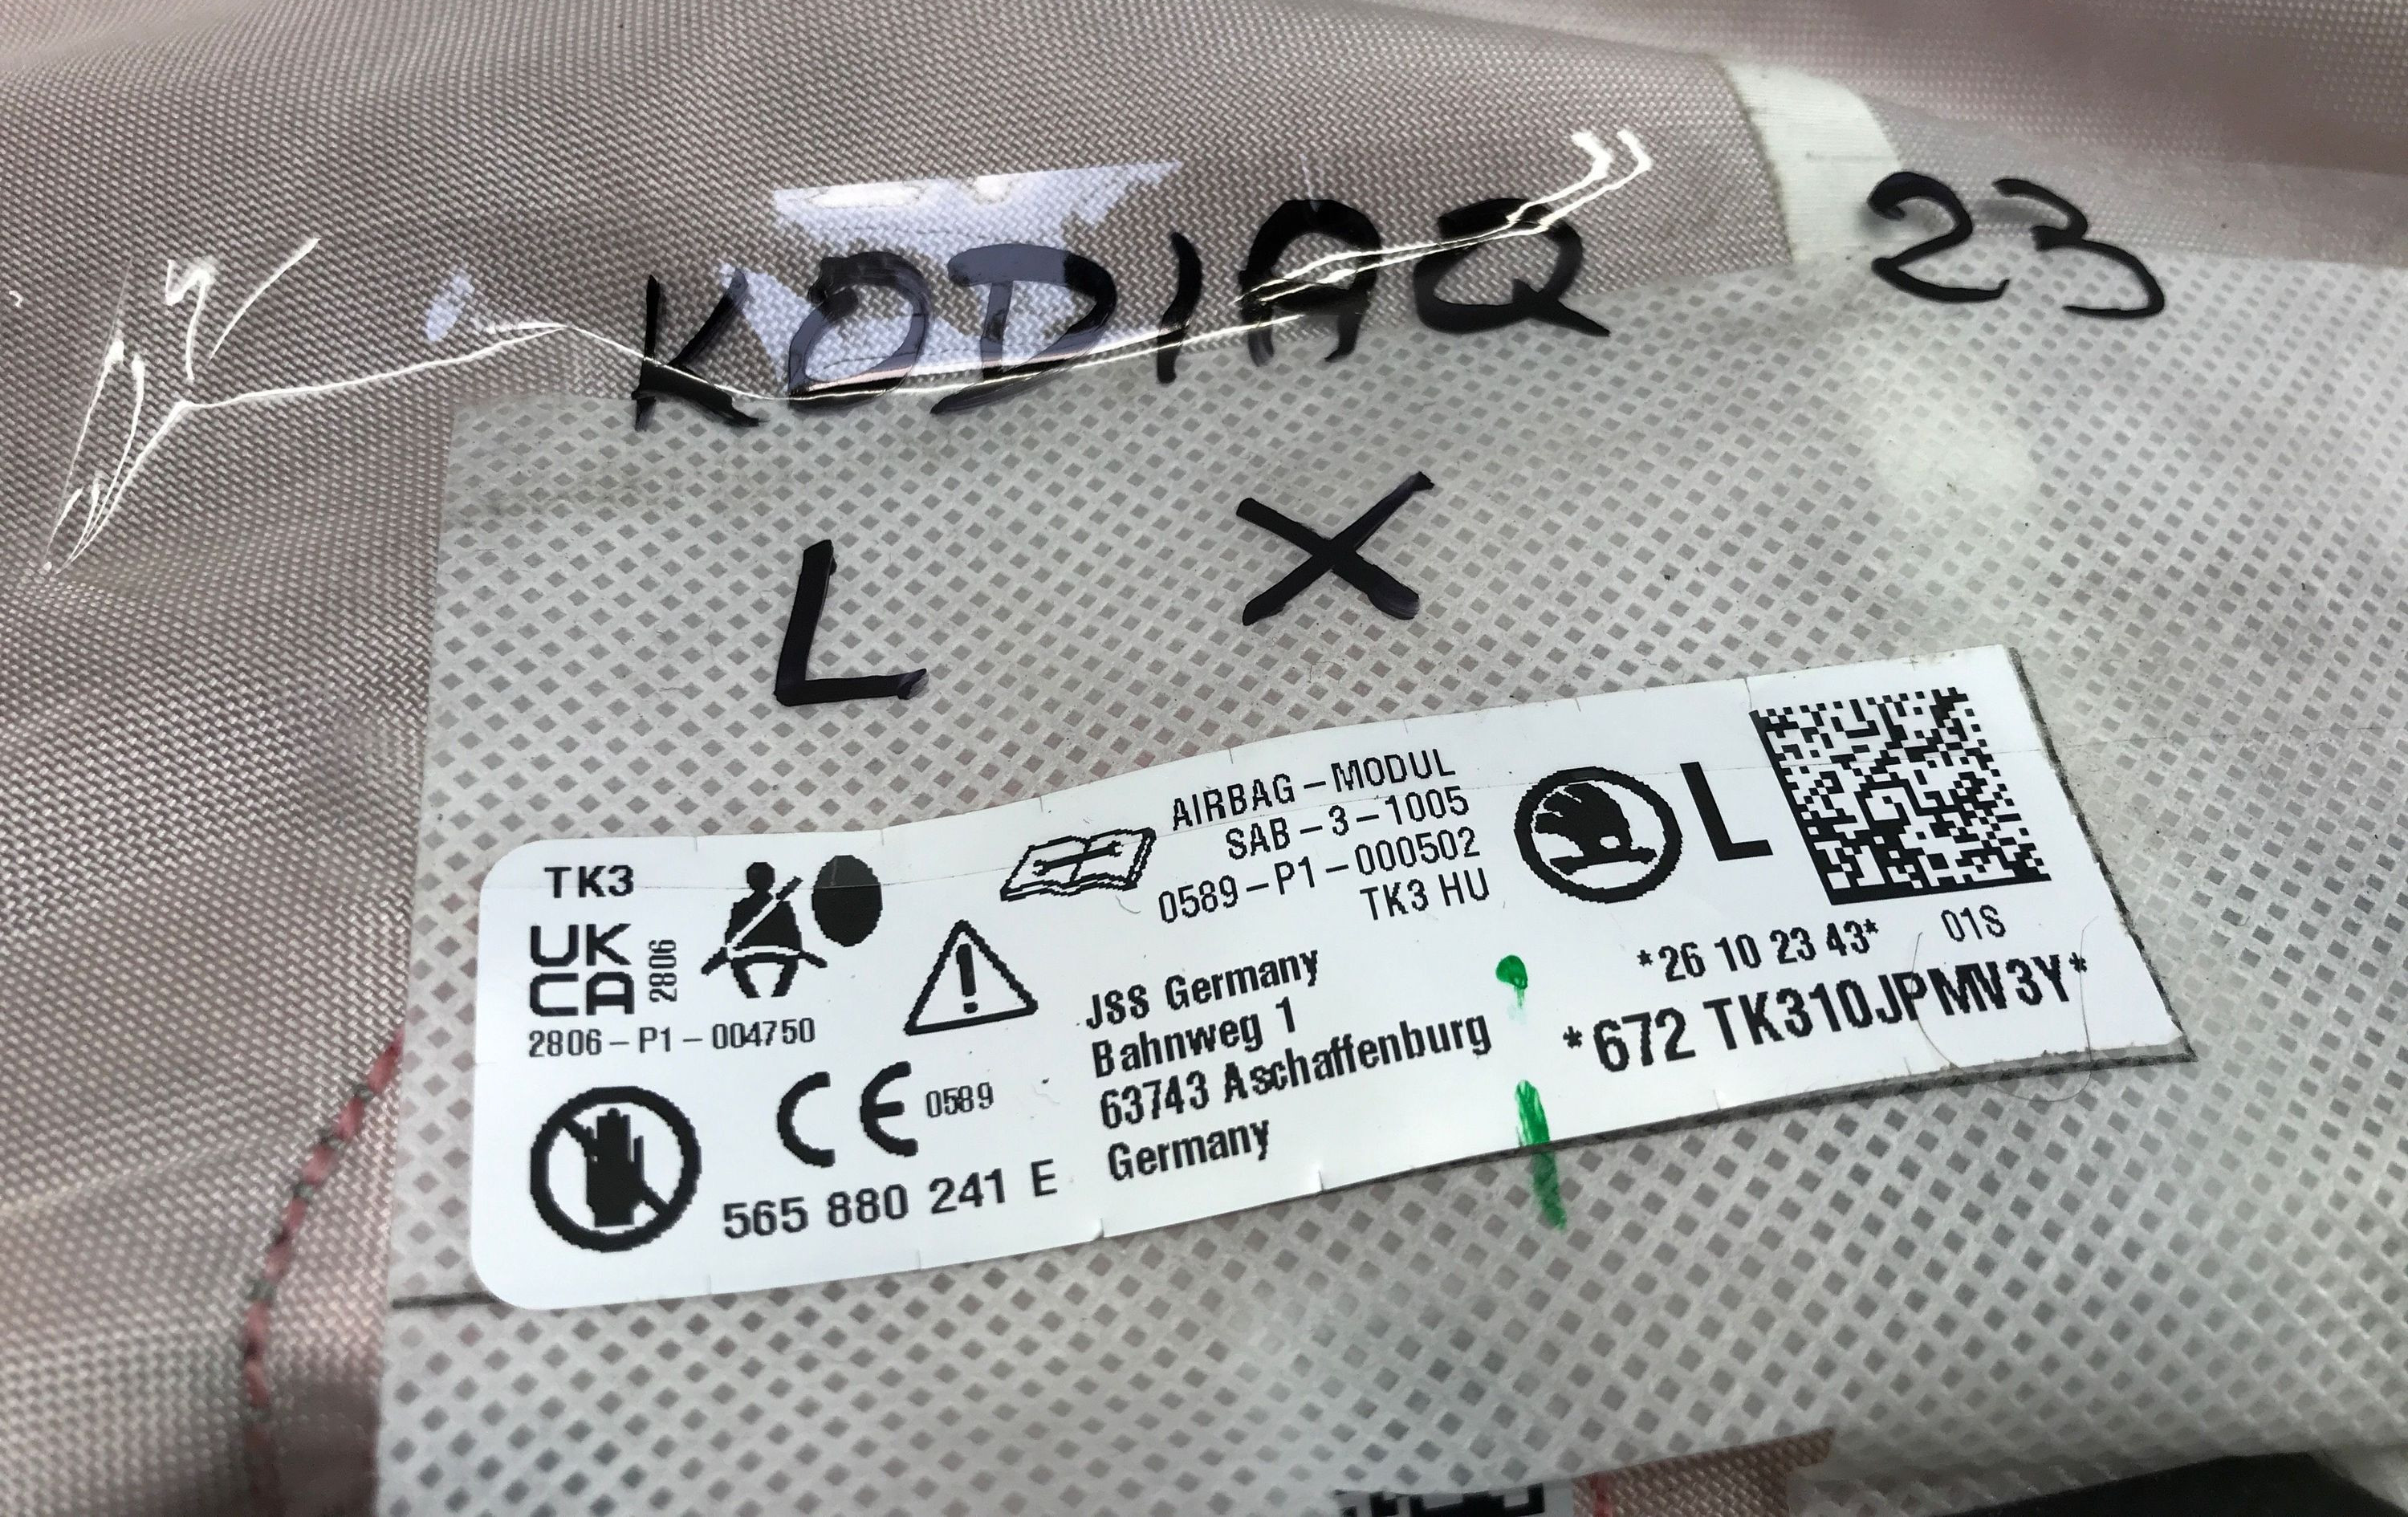 KODIAQ 23
L X
TK3
UK
CA
2806
2806-P1-004750
CE 0589
565 880 241 E
AIRBAG-MODUL
SAB-3-1005
0589-P1-000502
TK3 HU
JSS Germany
Bahnweg 1
63743 Aschaffenburg
Germany
L
*26 10 23 43* 01S
*672 TK310JPMV3Y*